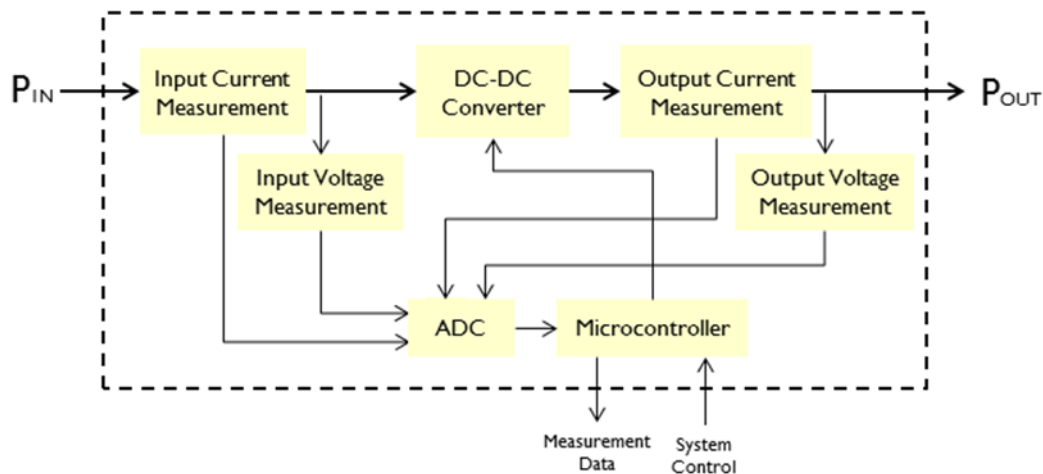 PIN
Input Current
Measurement
DC-DC
Converter
Output Current
Measurement
POUT
Input Voltage
Measurement
Output Voltage
Measurement
ADC
Microcontroller
Measurement
Data
System
Control